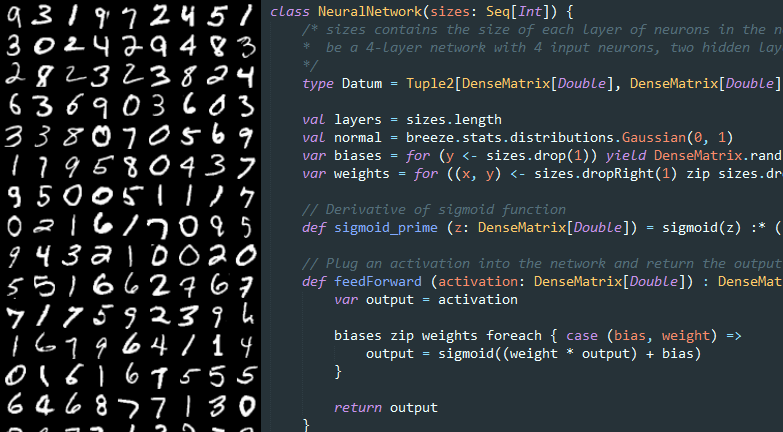 9 3 1 9 7 2 4 5 1
3 0 2 4 2 9 4 8 3
2 8 2 3 2 3 8 2 4
6 3 6 9 0 3 6 0 3
3 3 8 0 7 0 5 6 9
1 7 9 5 8 0 4 3 7
9 5 0 0 5 1 1 1 7
0 2 1 6 1 7 0 9 5
9 4 3 2 1 0 0 2 0
5 5 1 6 6 2 7 6 7
7 1 7 5 9 2 3 9 4
1 6 7 9 6 4 1 1 4
0 1 6 1 6 7 5 5 5
6 4 6 8 7 7 1 3 0
class NeuralNetwork(sizes: Seq[Int]) {
/* sizes contains the size of each layer of neurons in the
* be a 4-layer network with 4 input neurons, two hidden
*/
type Datum = Tuple2[DenseMatrix[Double], DenseMatrix[Double]
val layers = sizes.length
val normal = breeze.stats.distributions.Gaussian(0, 1)
var biases = for (y <- sizes.drop(1)) yield DenseMatrix.rand
var weights = for ((x, y) <- sizes.dropRight(1) zip sizes.dr
// Derivative of sigmoid function
def sigmoid_prime (z: DenseMatrix[Double]) = sigmoid(z) :* (
// Plug an activation into the network and return the output
def feedForward (activation: DenseMatrix[Double]) : DenseMat
var output = activation
biases zip weights foreach { case (bias, weight) =>
output = sigmoid((weight * output) + bias)
}
return output
}